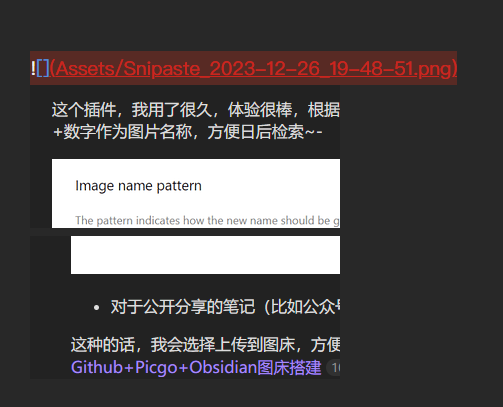 ![](Assets/Snipaste_2023-12-26_19-48-51.png)
这个插件，我用了很久，体验很棒，根据
+数字作为图片名称，方便日后检索~-
Image name pattern
The pattern indicates how the new name should be g
• 对于公开分享的笔记（比如公众
这种的话，我会选择上传到图床，方便
Github+Picgo+Obsidian图床搭建